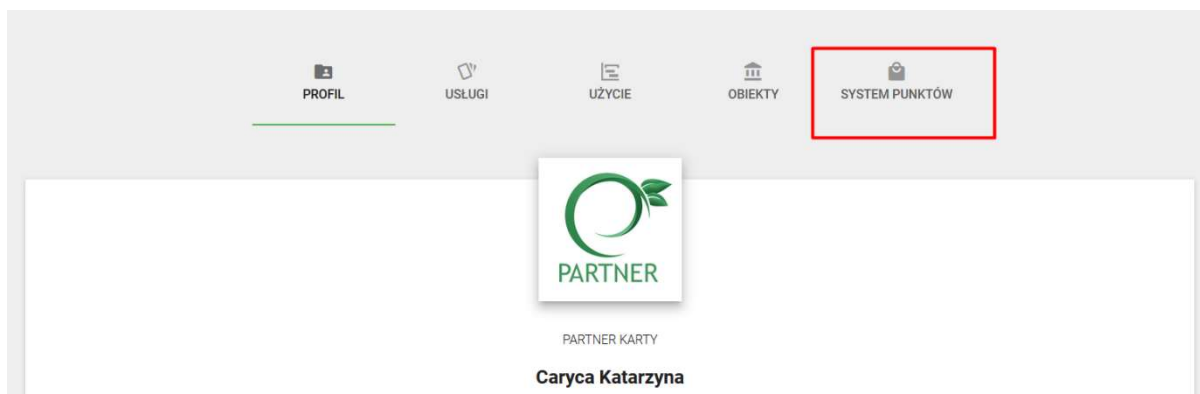 PROFIL USŁUGI UŻYCIE OBIEKTY SYSTEM PUNKTÓW
PARTNER
PARTNER KARTY
Caryca Katarzyna